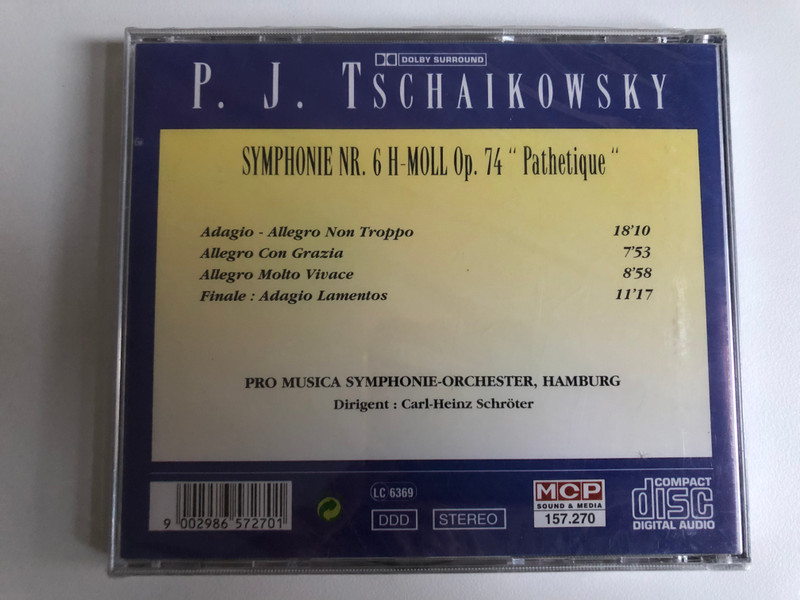 DOLBY SURROUND
P. J. TSCHAIKOWSKY
SYMPHONIE NR. 6 H-MOLL Op. 74 “ Pathetique “
Adagio - Allegro Non Troppo 18'10
Allegro Con Grazia 7'53
Allegro Molto Vivace 8'58
Finale : Adagio Lamentos 11'17
PRO MUSICA SYMPHONIE-ORCHESTER, HAMBURG
Dirigent : Carl-Heinz Schröter
9 002986 572701
LC 6369
DDD STEREO
MCP
SOUND & MEDIA
157.270
COMPACT
disc
DIGITAL AUDIO